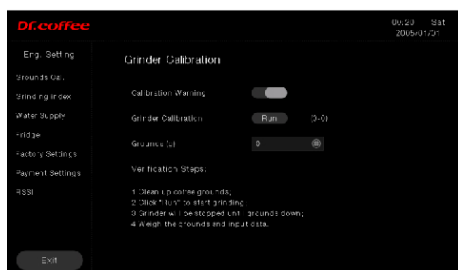 Dr.coffee
09:20 Sat
2005/01/01
Eng. Setting
Grinder Calibration
Grounds Cal.
Grinding Index
Water Supply
Fridge
Factory Settings
Payment Settings
RSSI
Calibration Warning
Grinder Calibration Run (0-0)
Grounds (g) 0
Verification Steps:
1 Clean up coffee grounds;
2 Click "Run" to start grinding
3 Grinder will be stopped until grounds down;
4 Weigh the grounds and input data.
Exit